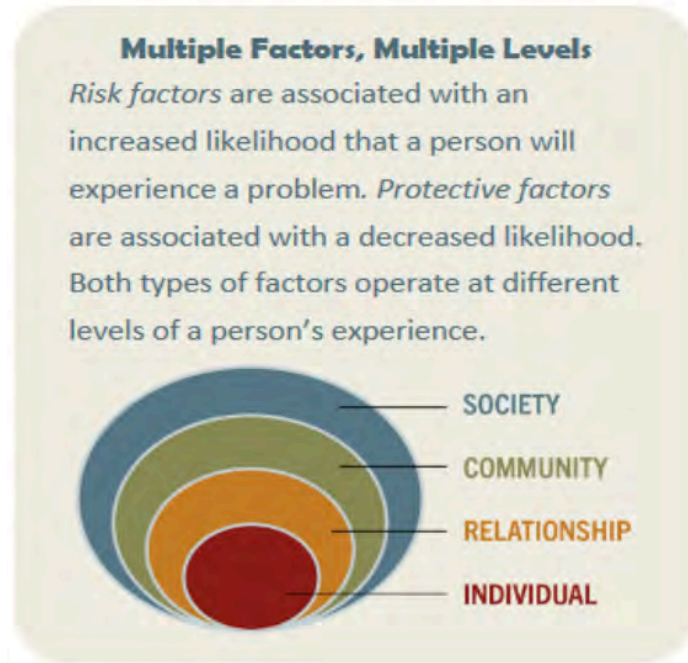 Multiple Factors, Multiple Levels
Risk factors are associated with an
increased likelihood that a person will
experience a problem. Protective factors
are associated with a decreased likelihood.
Both types of factors operate at different
levels of a person's experience.
SOCIETY
COMMUNITY
RELATIONSHIP
INDIVIDUAL